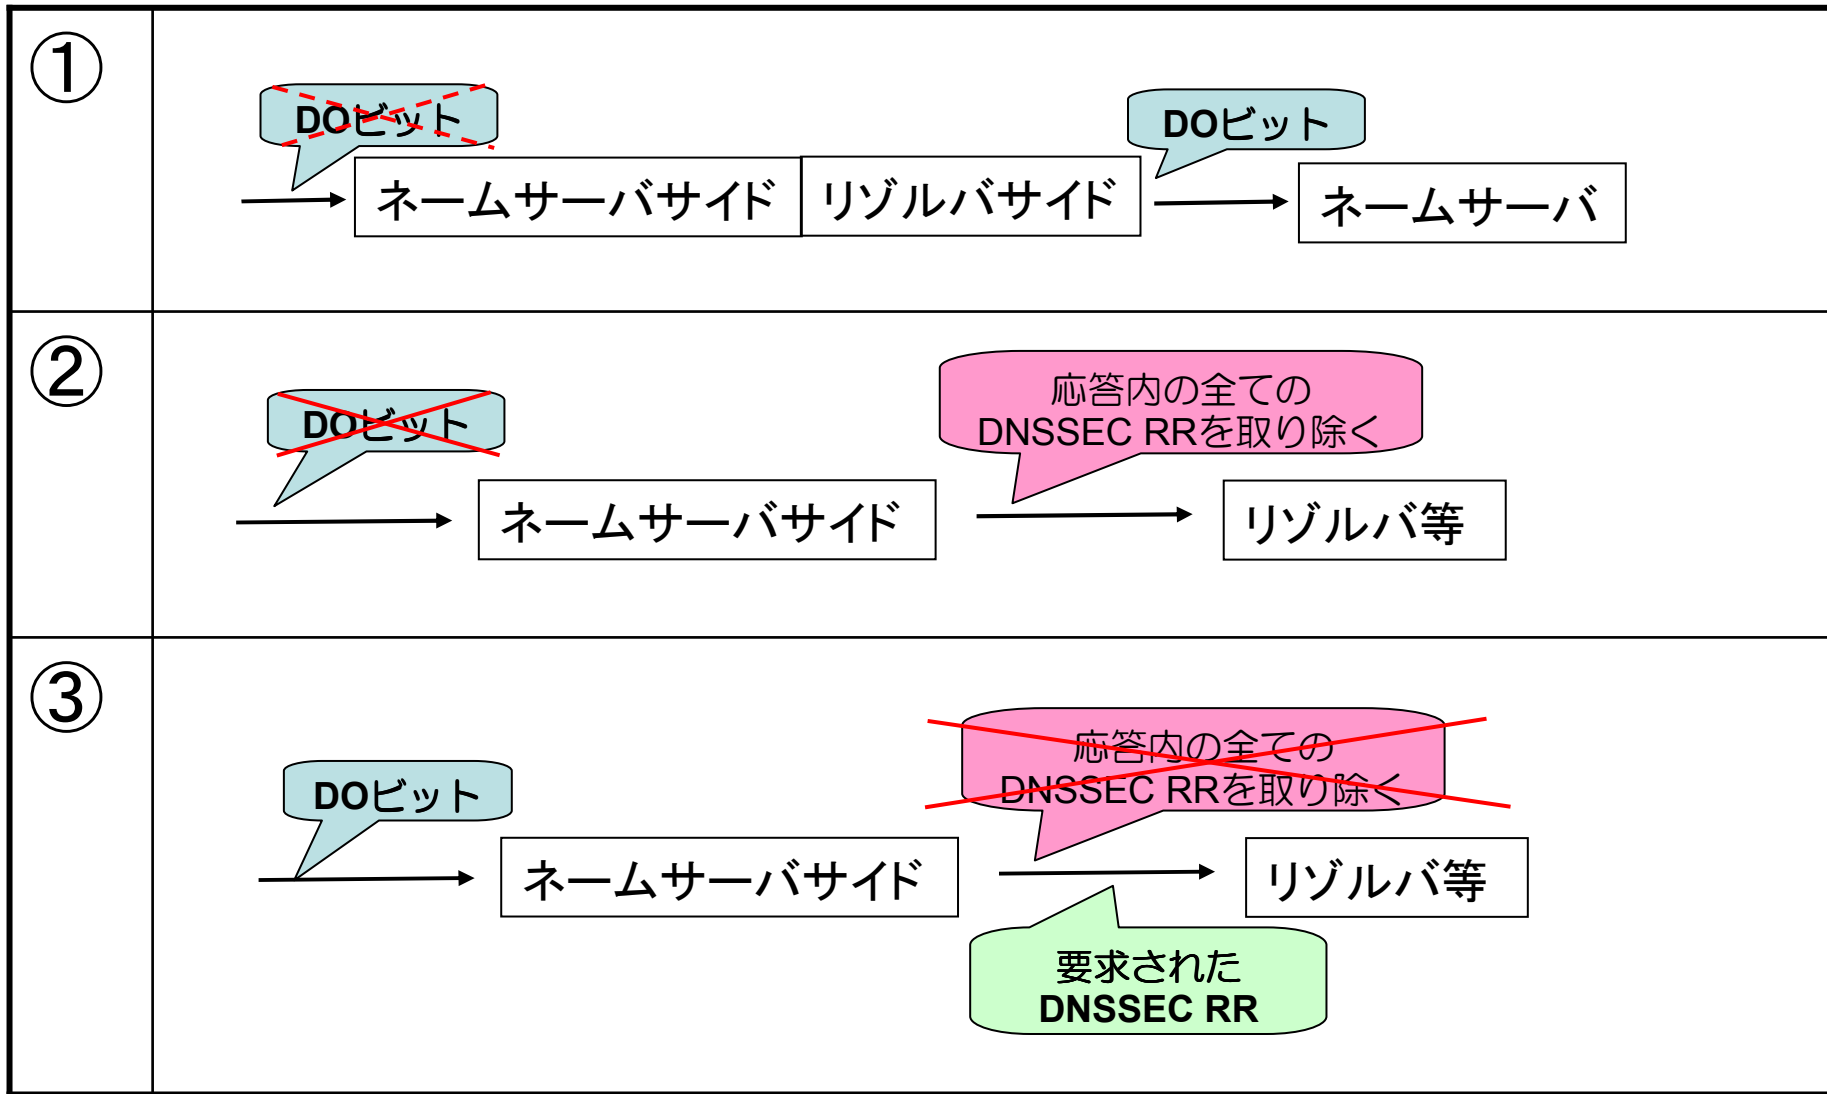 ①
DOビット
DOビット
ネームサーバサイド
リゾルバサイド
ネームサーバ
②
DOビット
応答内の全ての
DNSSEC RRを取り除く
ネームサーバサイド
リゾルバ等
③
DOビット
応答内の全ての
DNSSEC RRを取り除く
ネームサーバサイド
リゾルバ等
要求された
DNSSEC RR